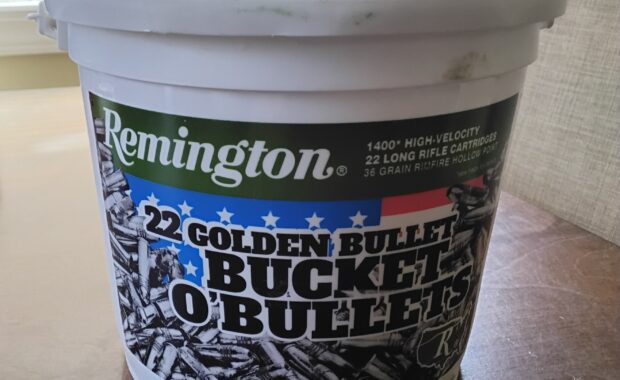 Remington®
1400* HIGH-VELOCITY
22 LONG RIFLE CARTRIDGES
36 GRAIN RIMFIRE HOLLOW POINT
22 GOLDEN BULLET
BUCKET
O'BULLETS
R